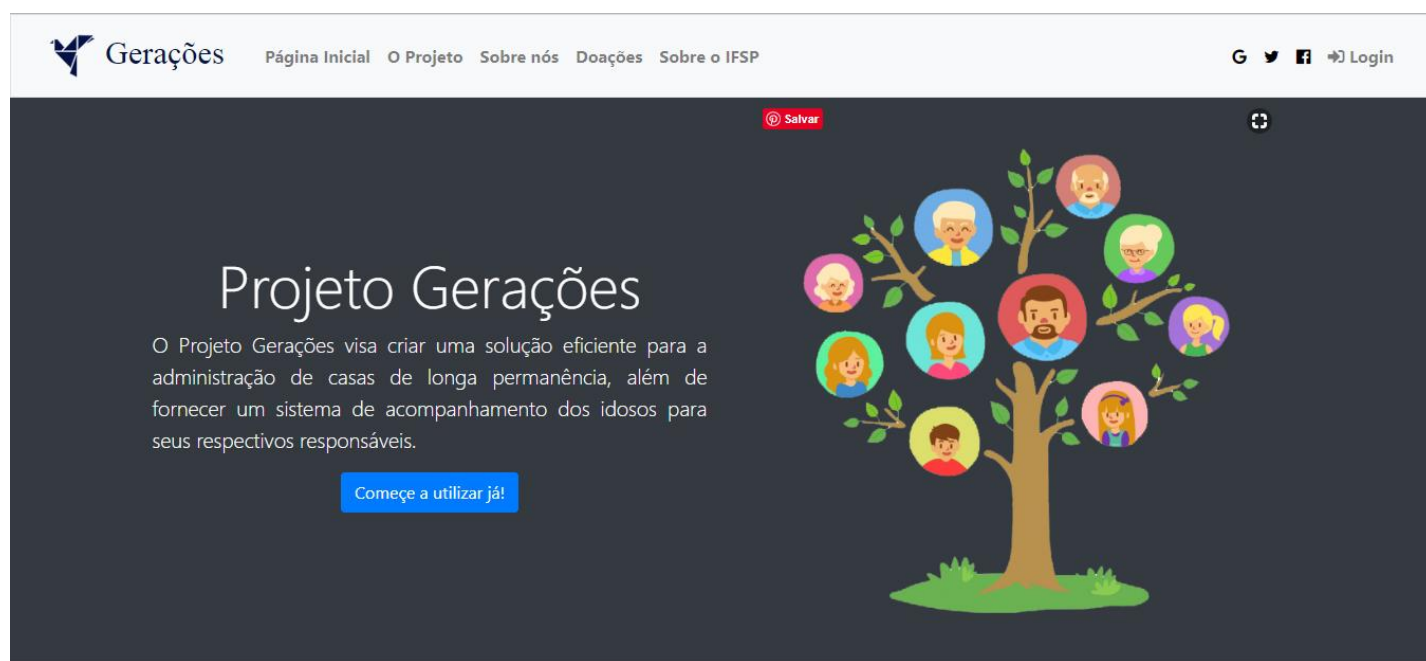 Gerações Página Inicial O Projeto Sobre nós Doações Sobre o IFSP G Login
Salvar
Projeto Gerações
O Projeto Gerações visa criar uma solução eficiente para a
administração de casas de longa permanência, além de
fornecer um sistema de acompanhamento dos idosos para
seus respectivos responsáveis.
Começe a utilizar já!